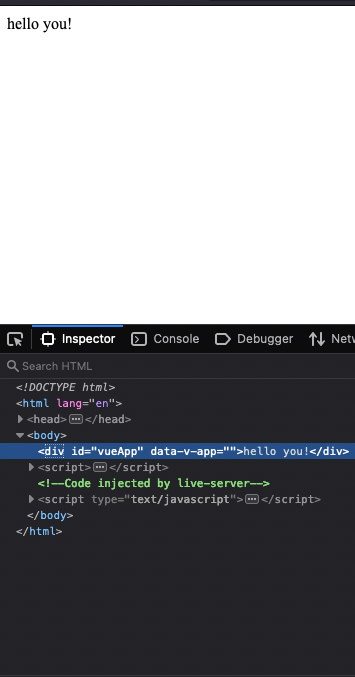 hello you!
Inspector Console Debugger Netw
Search HTML
<!DOCTYPE html>
<html lang="en">
<head>⋯</head>
<body>
<div id="vueApp" data-v-app="">hello you!</div>
<script>⋯</script>
<!--Code injected by live-server-->
<script type="text/javascript">⋯</script>
</body>
</html>